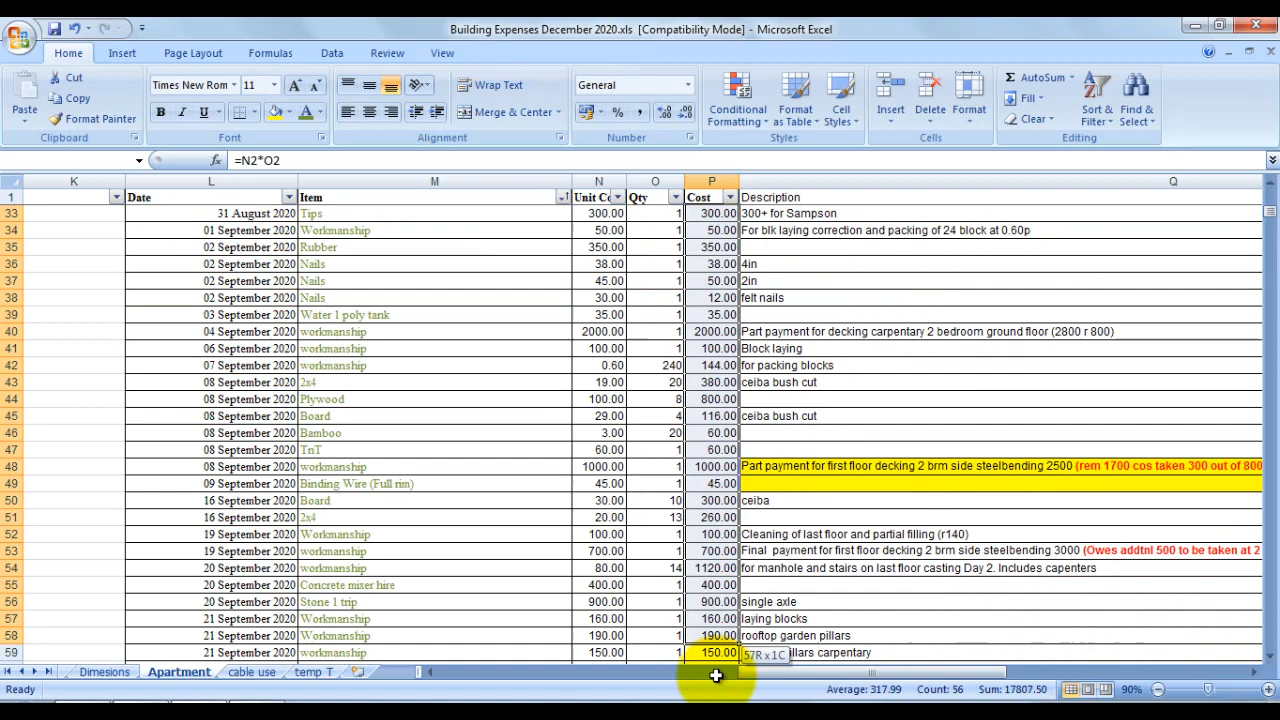 Building Expenses December 2020.xls [Compatibility Mode] - Microsoft Excel
Home Insert Page Layout Formulas Data Review View
Paste Cut Copy Format Painter Clipboard
Times New Rom 11 B I U Font
Wrap Text Merge & Center Alignment
General % , Number
Conditional Formatting Format as Table Cell Styles Styles
Insert Delete Format Cells
AutoSum Fill Clear Sort & Filter Find & Select Editing
fx =N2*O2
K L M N O P Q
1 Date Item Unit Co Qty Cost Description
33 31 August 2020 Tips 300.00 1 300.00 300+ for Sampson
34 01 September 2020 Workmanship 50.00 1 50.00 For blk laying correction and packing of 24 block at 0.60p
35 02 September 2020 Rubber 350.00 1 350.00
36 02 September 2020 Nails 38.00 1 38.00 4in
37 02 September 2020 Nails 45.00 1 50.00 2in
38 02 September 2020 Nails 30.00 1 12.00 felt nails
39 03 September 2020 Water 1 poly tank 35.00 1 35.00
40 04 September 2020 workmanship 2000.00 1 2000.00 Part payment for decking carpentary 2 bedroom ground floor (2800 r 800)
41 06 September 2020 workmanship 100.00 1 100.00 Block laying
42 07 September 2020 workmanship 0.60 240 144.00 for packing blocks
43 08 September 2020 2x4 19.00 20 380.00 ceiba bush cut
44 08 September 2020 Plywood 100.00 8 800.00
45 08 September 2020 Board 29.00 4 116.00 ceiba bush cut
46 08 September 2020 Bamboo 3.00 20 60.00
47 08 September 2020 TnT 60.00 1 60.00
48 08 September 2020 workmanship 1000.00 1 1000.00 Part payment for first floor decking 2 brm side steelbending 2500 (rem 1700 cos taken 300 out of 800
49 09 September 2020 Binding Wire (Full rim) 45.00 1 45.00
50 16 September 2020 Board 30.00 10 300.00 ceiba
51 16 September 2020 2x4 20.00 13 260.00
52 19 September 2020 Workmanship 100.00 1 100.00 Cleaning of last floor and partial filling (r140)
53 19 September 2020 workmanship 700.00 1 700.00 Final payment for first floor decking 2 brm side steelbending 3000 (Owes addtnl 500 to be taken at 2
54 20 September 2020 workmanship 80.00 14 1120.00 for manhole and stairs on last floor casting Day 2. Includes capenters
55 20 September 2020 Concrete mixer hire 400.00 1 400.00
56 20 September 2020 Stone 1 trip 900.00 1 900.00 single axle
57 21 September 2020 Workmanship 160.00 1 160.00 laying blocks
58 21 September 2020 Workmanship 190.00 1 190.00 rooftop garden pillars
59 21 September 2020 workmanship 150.00 1 150.00 57R x 1C pillars carpentary
Dimesions Apartment cable use temp T
Ready Average: 317.99 Count: 56 Sum: 17807.50 90%